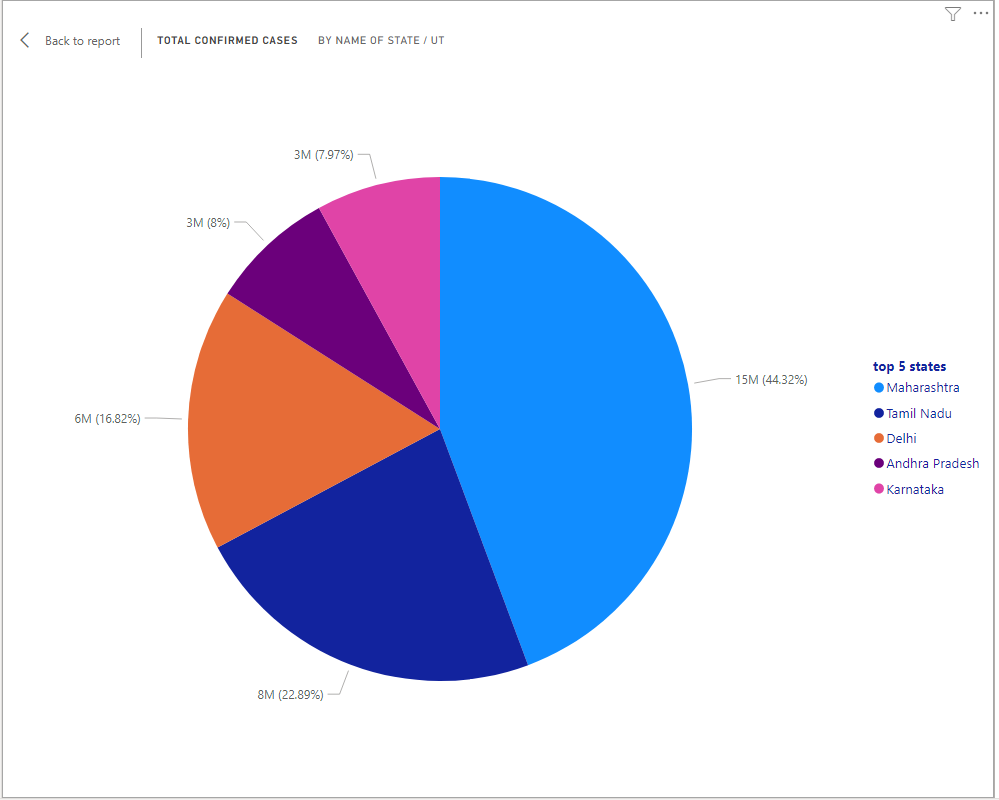 Back to report
TOTAL CONFIRMED CASES BY NAME OF STATE / UT
3M (7.97%)
3M (8%)
15M (44.32%)
6M (16.82%)
8M (22.89%)
top 5 states
Maharashtra
Tamil Nadu
Delhi
Andhra Pradesh
Karnataka